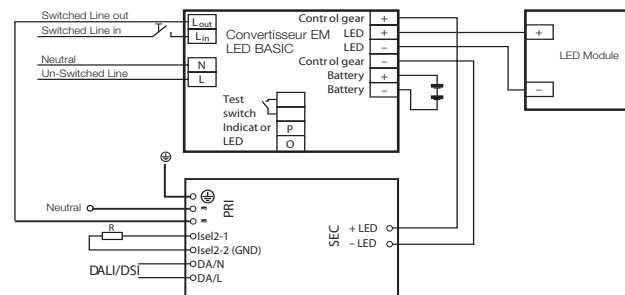 Switched Line out
Switched Line in
Neutral
Un-Switched Line
Lout
Lin
N
L
Convertisseur EM
LED BASIC
Control gear +
LED +
LED –
Control gear –
Battery +
Battery –
Test
switch
Indicator
LED
P
O
+
–
LED Module
Neutral
PRI
≈
≈
R
Isel2-1
Isel2-2 (GND)
DALI/DSI
DA/N
DA/L
SEC
+ LED
– LED